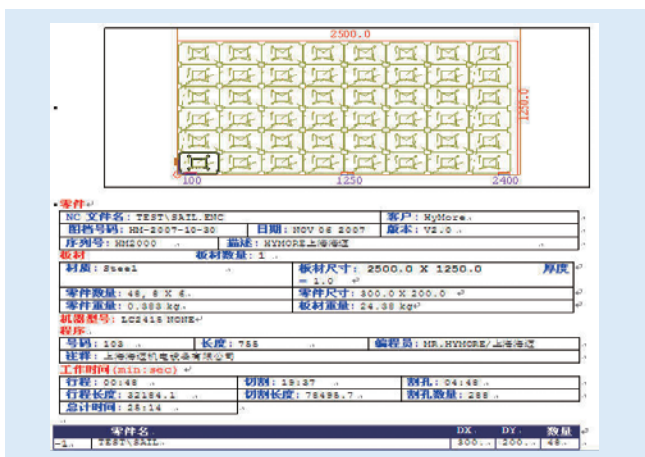 2500.0
1250.0
100 1250 2400
零件
NC 文件名: TEST\SAIL.ENC 客户: HyMore
图档号码: HM-2007-10-30 日期: NOV 06 2007 版本: V2.0
序列号: HM2000 描述: HYMORE上海海迈
板材 板材数量: 1
材质: Steel 板材尺寸: 2500.0 X 1250.0 厚度
= 1.0
零件数量: 48, 8 X 6 零件尺寸: 300.0 X 200.0
零件重量: 0.383 kg 板材重量: 24.38 kg
机器型号: LC2415 NONE
程序
号码: 103 长度: 755 编程员: MR.HYMORE/上海海迈
注释: 上海海迈机电设备有限公司
工作时间 (min:sec)
行程: 00:48 切割: 19:37 割孔: 04:48
行程长度: 32184.1 切割长度: 78498.7 割孔数量: 288
总计时间: 25:14
零件名 DX DY 数量
-1 TEST\SAIL 300 200 48